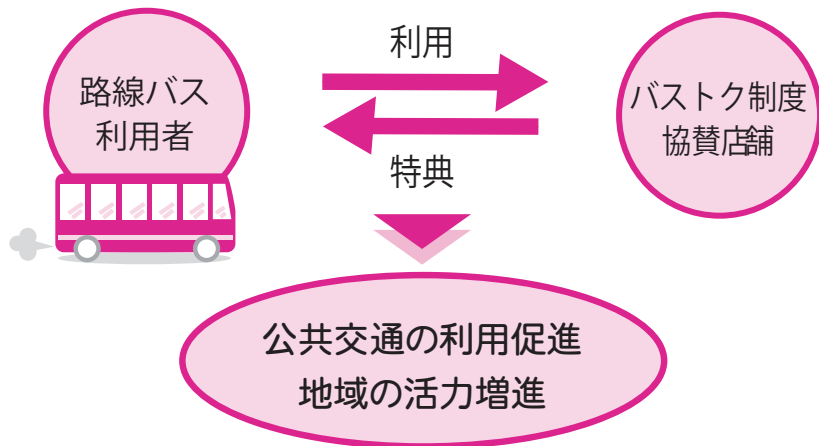 路線バス
利用者
利用
特典
バストク制度
協賛店舗
公共交通の利用促進
地域の活力増進